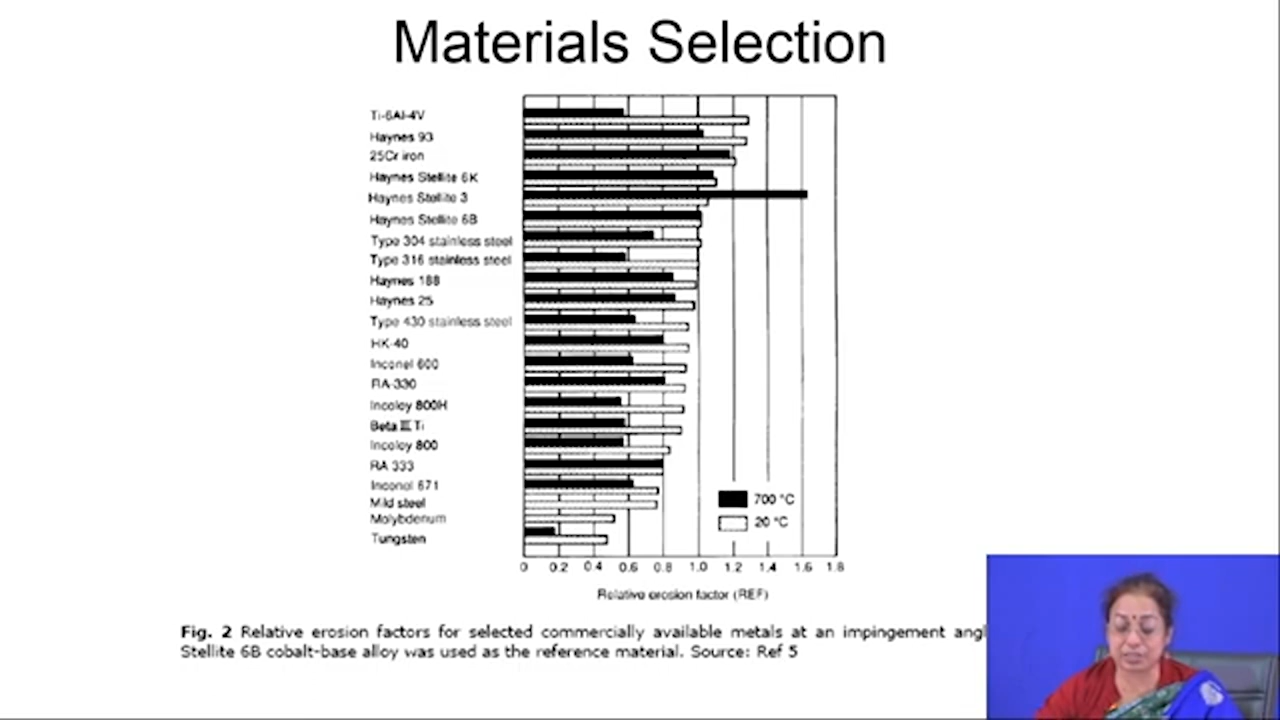 Materials Selection
Ti-6Al-4V
Haynes 93
25Cr iron
Haynes Stellite 6K
Haynes Stellite 3
Haynes Stellite 6B
Type 304 stainless steel
Type 316 stainless steel
Haynes 188
Haynes 25
Type 430 stainless steel
HK-40
Inconel 600
RA-330
Incoloy 800H
Beta III Ti
Incoloy 800
RA 333
Inconel 671
Mild steel
Molybdenum
Tungsten
700 °C
20 °C
0 0.2 0.4 0.6 0.8 1.0 1.2 1.4 1.6 1.8
Relative erosion factor (REF)
Fig. 2 Relative erosion factors for selected commercially available metals at an impingement angl
Stellite 6B cobalt-base alloy was used as the reference material. Source: Ref 5